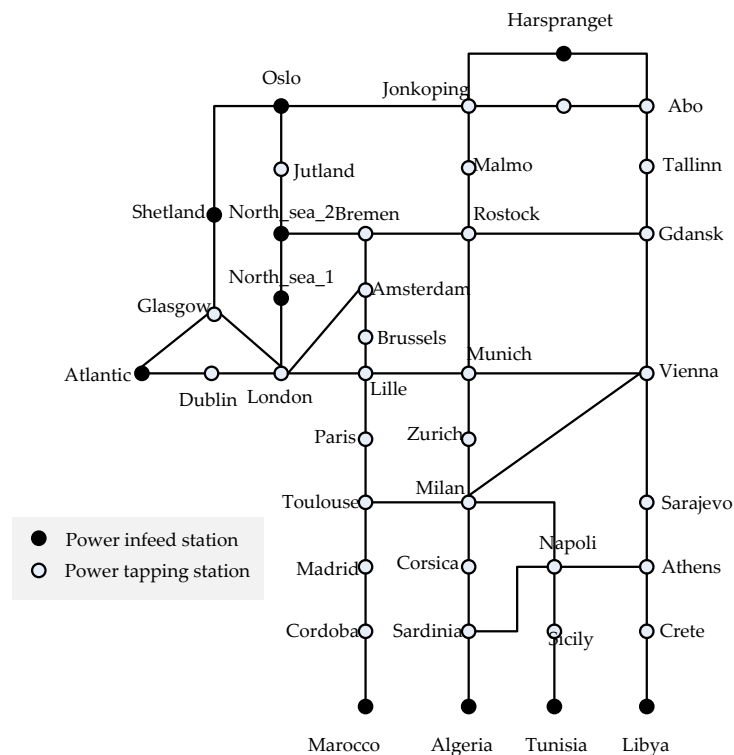 Harspranget
Oslo
Jonkoping
Abo
Jutland
Malmo
Tallinn
Shetland
North_sea_2
Bremen
Rostock
Gdansk
North_sea_1
Glasgow
Amsterdam
Brussels
Munich
Atlantic
Dublin
London
Lille
Vienna
Paris
Zurich
Toulouse
Milan
Sarajevo
Power infeed station
Power tapping station
Napoli
Madrid
Corsica
Athens
Cordoba
Sardinia
Sicily
Crete
Marocco
Algeria
Tunisia
Libya